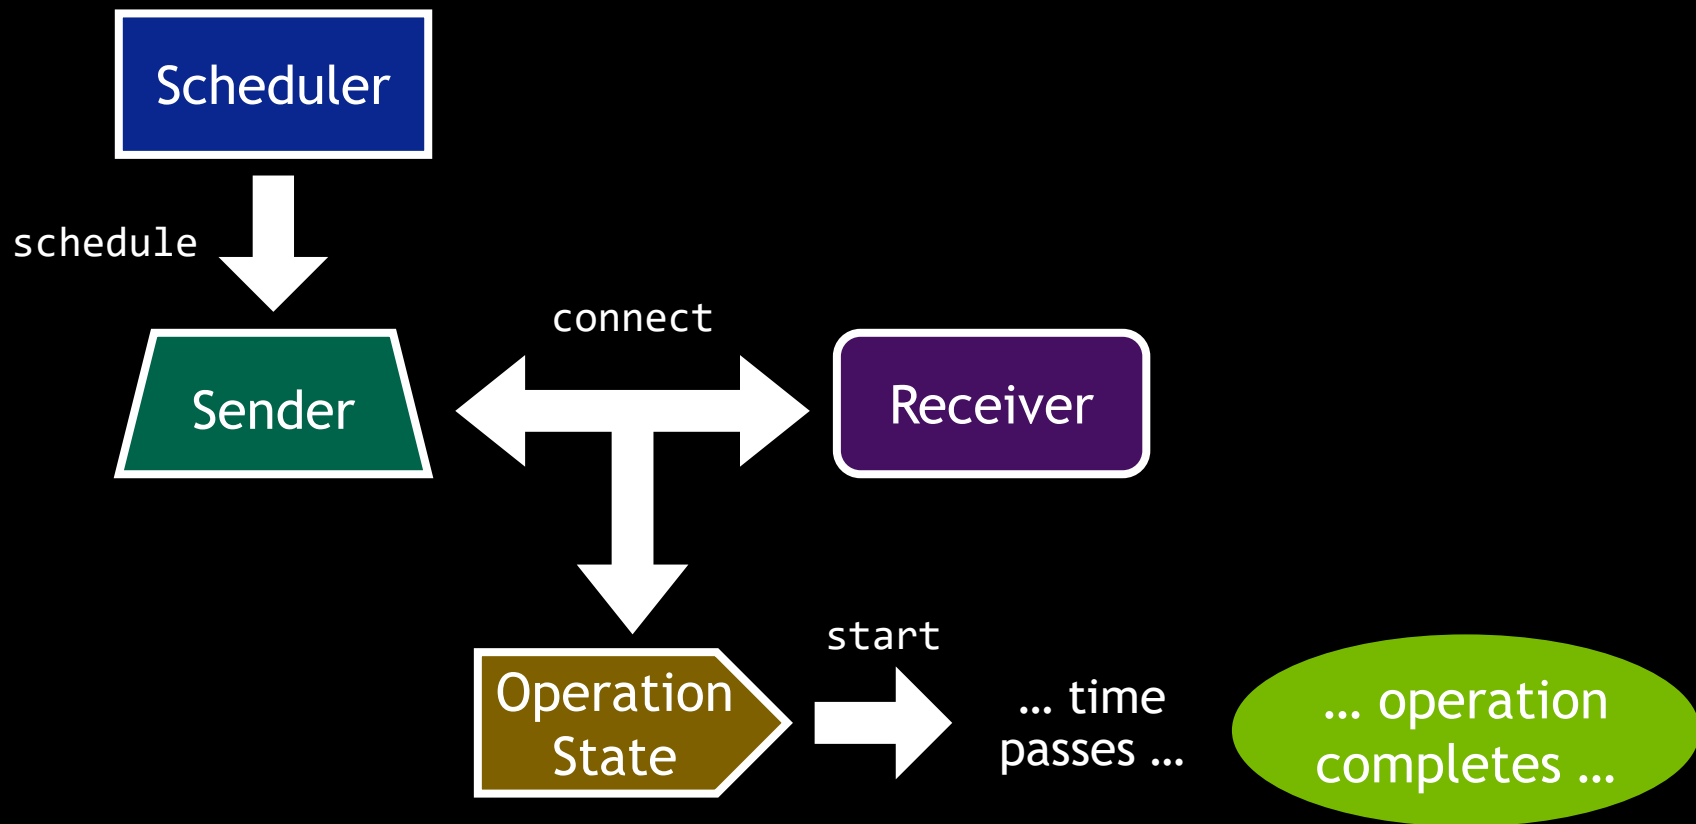 Scheduler
schedule
connect
Sender
Receiver
start
Operation
State
... time
passes ...
... operation
completes ...